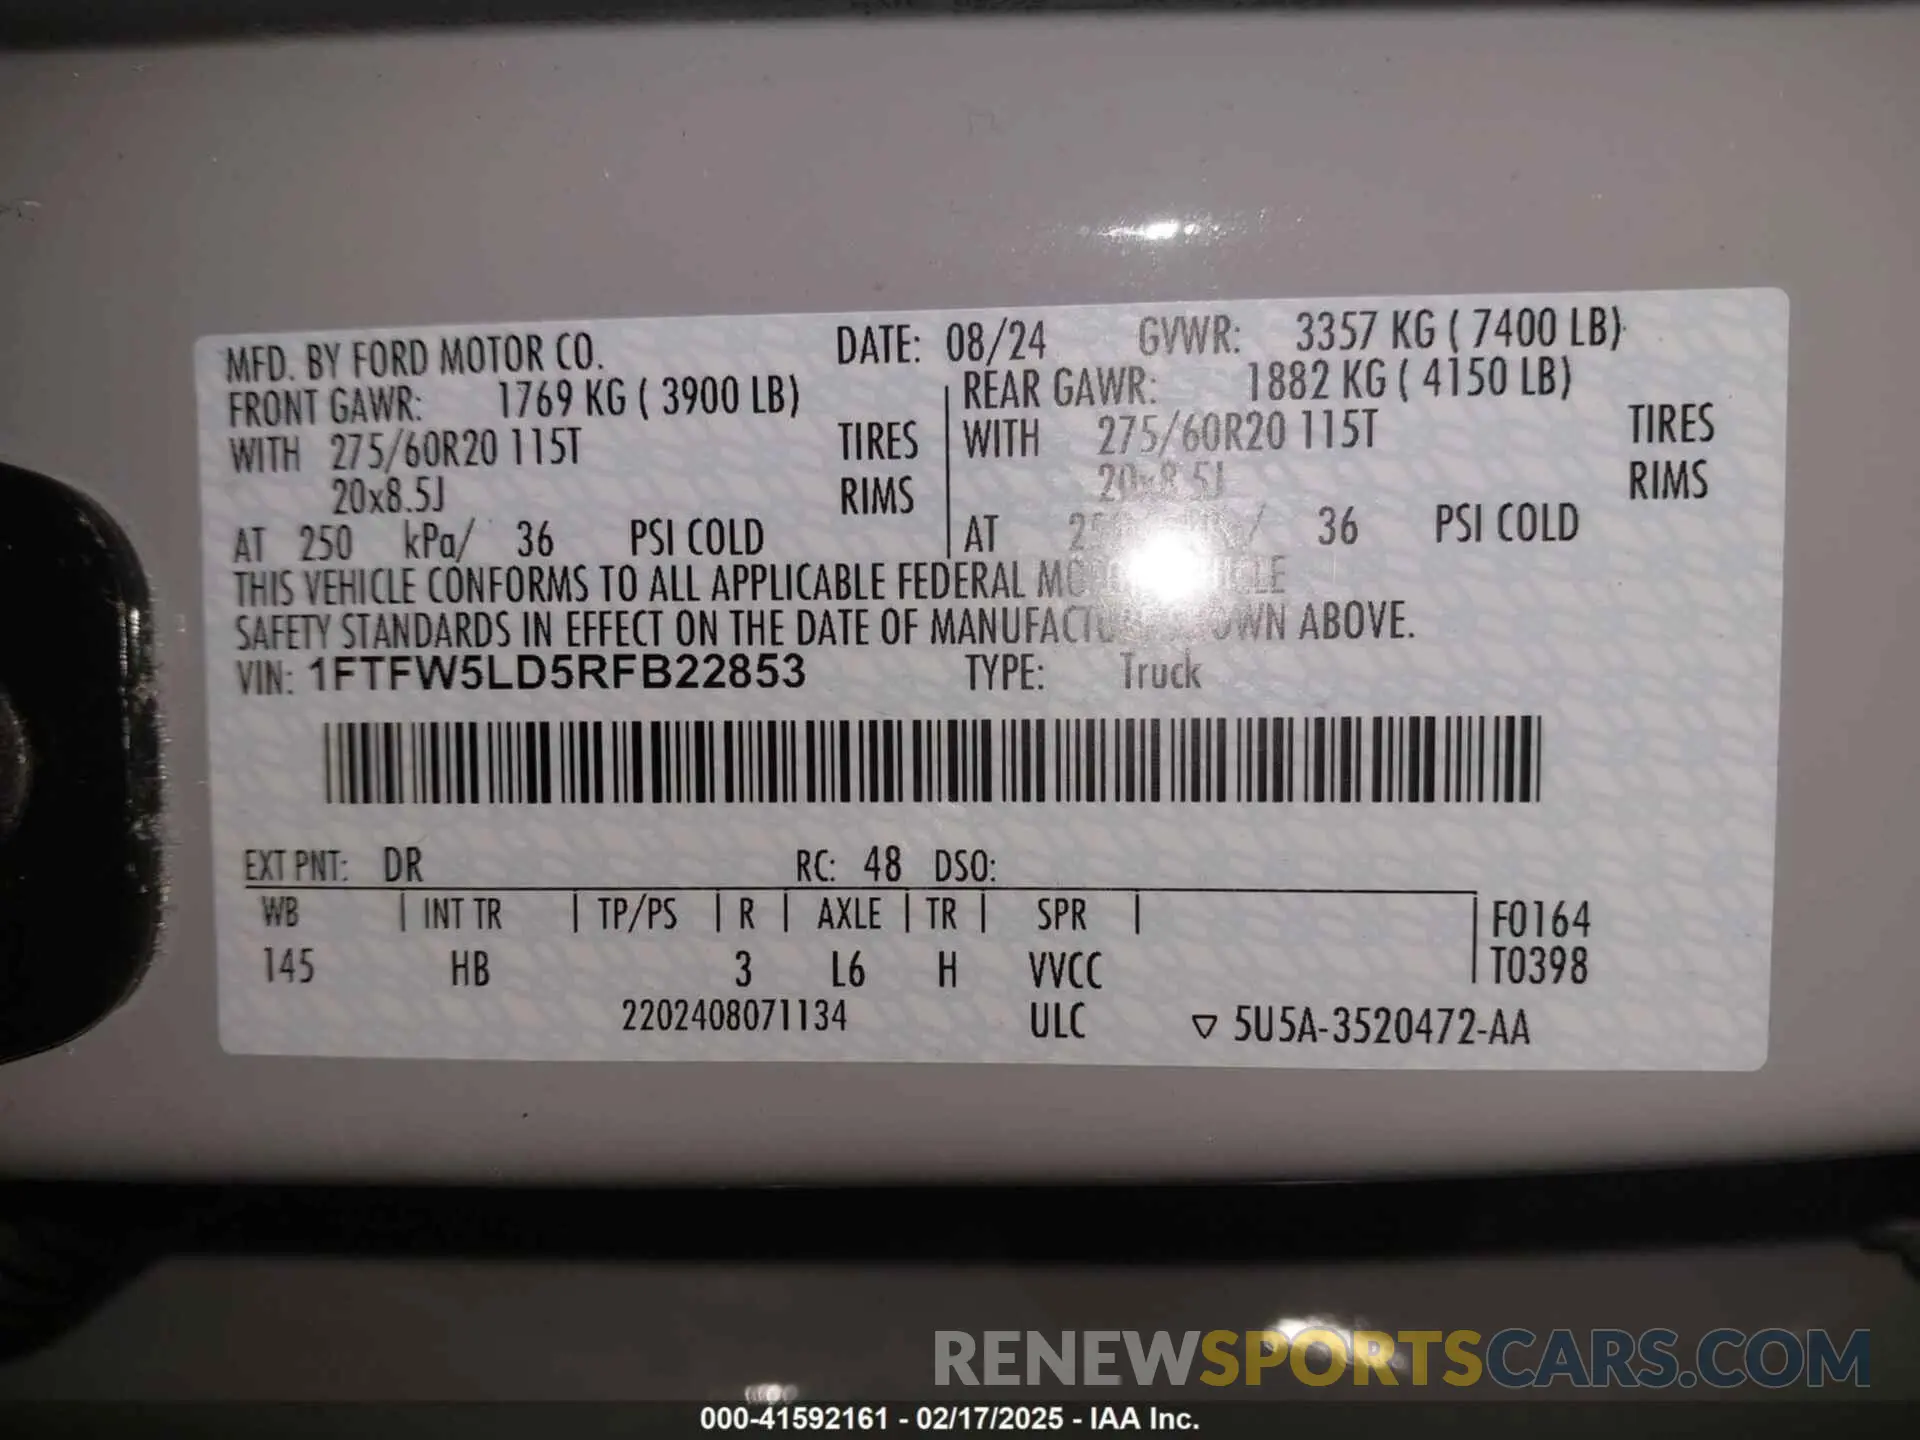 MFD. BY FORD MOTOR CO. DATE: 08/24 GVWR: 3357 KG ( 7400 LB)
FRONT GAWR: 1769 KG ( 3900 LB) REAR GAWR: 1882 KG ( 4150 LB)
WITH 275/60R20 115T TIRES WITH 275/60R20 115T TIRES
20x8.5J RIMS 20x8.5J RIMS
AT 250 kPa/ 36 PSI COLD AT 36 PSI COLD
THIS VEHICLE CONFORMS TO ALL APPLICABLE FEDERAL
SAFETY STANDARDS IN EFFECT ON THE DATE OF ABOVE.
VIN: 1FTFW5LD5RFB22853 TYPE: Truck
EXT PNT: DR RC: 48 DSO:
WB | INT TR | TP/PS | R | AXLE | TR | SPR | F0164
145 HB 3 L6 H VVCC T0398
2202408071134 ULC ▽ 5U5A-3520472-AA
RENEWSPORTSCARS.COM
000-41592161 - 02/17/2025 - IAA Inc.